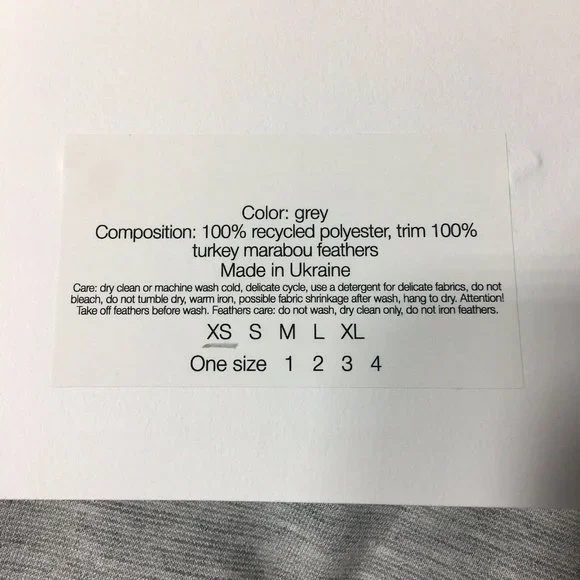 Color: grey
Composition: 100% recycled polyester, trim 100%
turkey marabou feathers
Made in Ukraine
Care: dry clean or machine wash cold, delicate cycle, use a detergent for delicate fabrics, do not
bleach, do not tumble dry, warm iron, possible fabric shrinkage after wash, hang to dry. Attention!
Take off feathers before wash. Feathers care: do not wash, dry clean only, do not iron feathers.
XS S M L XL
One size 1 2 3 4